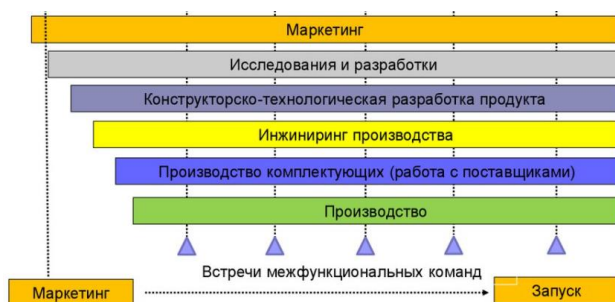 Маркетинг
Исследования и разработки
Конструкторско-технологическая разработка продукта
Инжиниринг производства
Производство комплектующих (работа с поставщиками)
Производство
Встречи межфункциональных команд
Маркетинг
Запуск